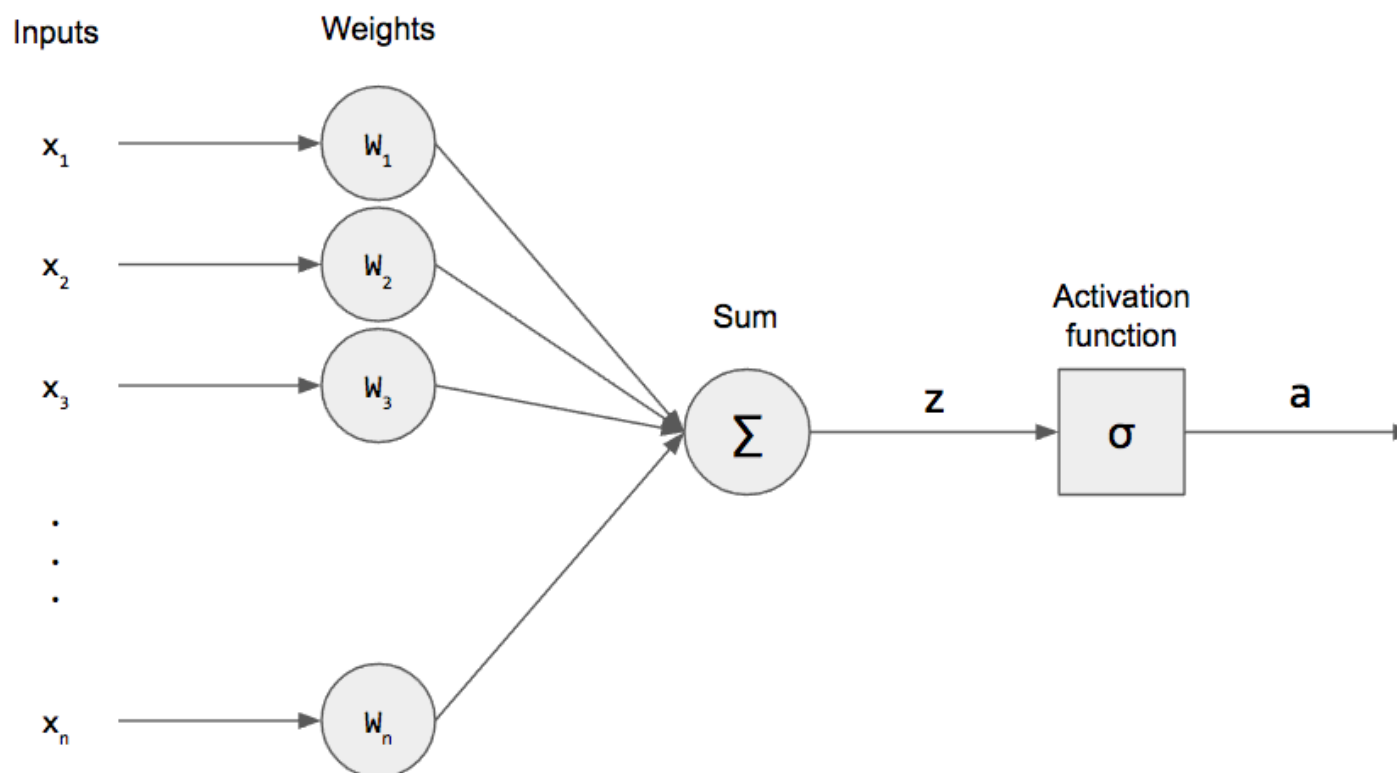 Inputs
Weights
x₁
W₁
x₂
W₂
x₃
W₃
.
.
.
xₙ
Wₙ
Sum
Σ
z
Activation
function
σ
a